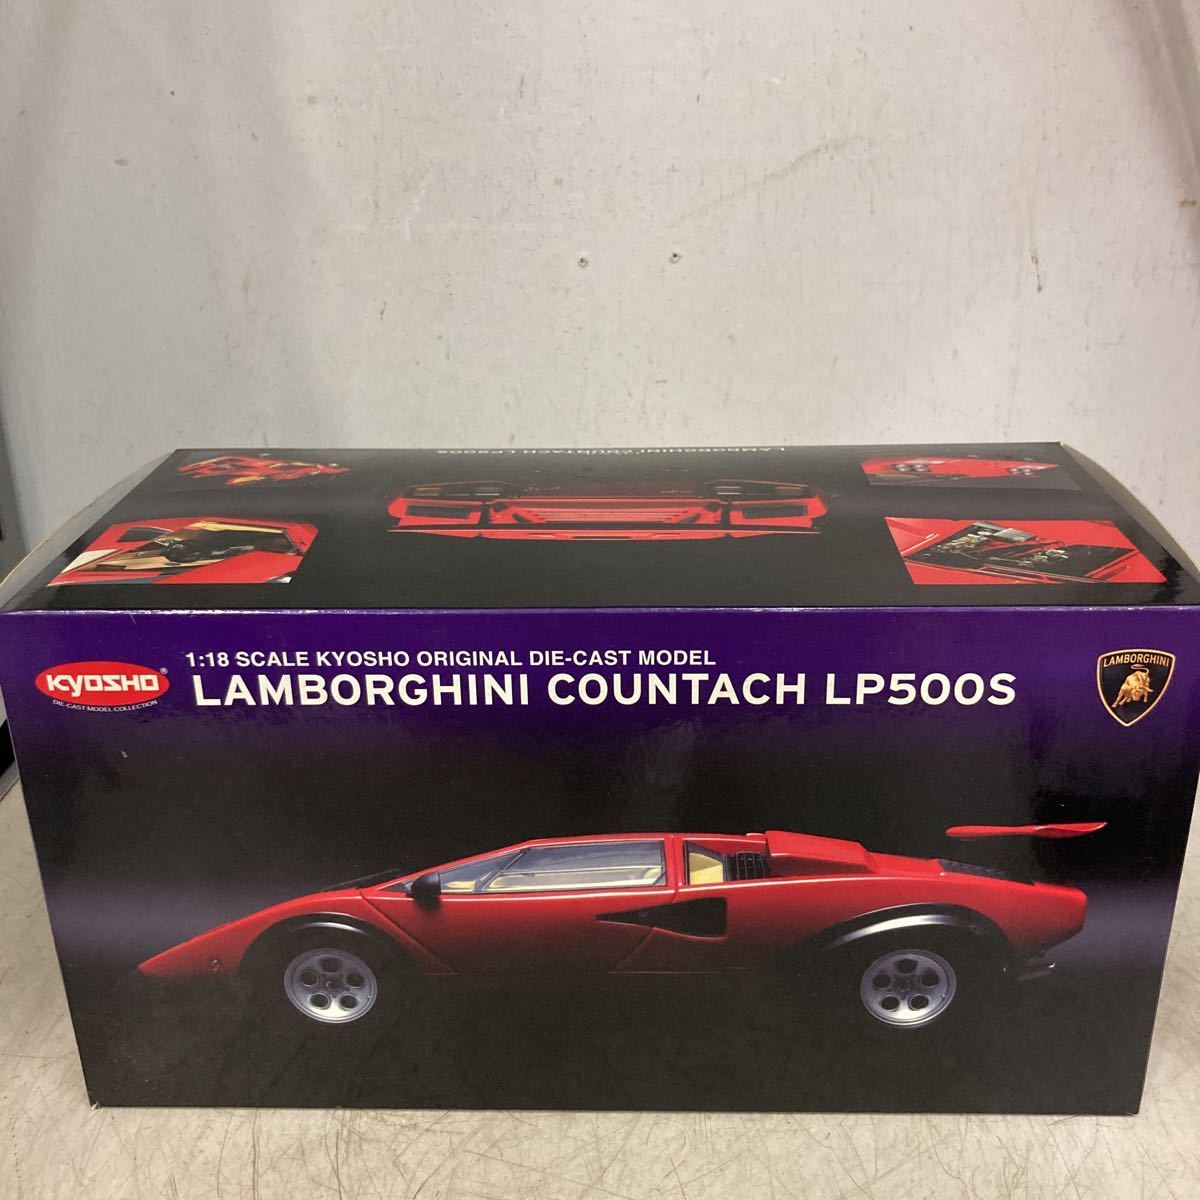 LAMBORGHINI COUNTACH LP500S
1:18 SCALE KYOSHO ORIGINAL DIE-CAST MODEL
LAMBORGHINI COUNTACH LP500S
KYOSHO®
DIE-CAST MODEL COLLECTION
LAMBORGHINI